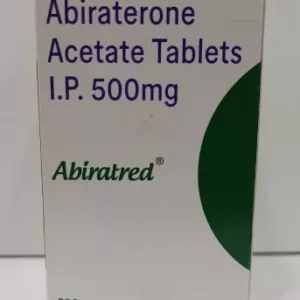 Abiraterone
Acetate Tablets
I.P. 500mg
Abiratred®